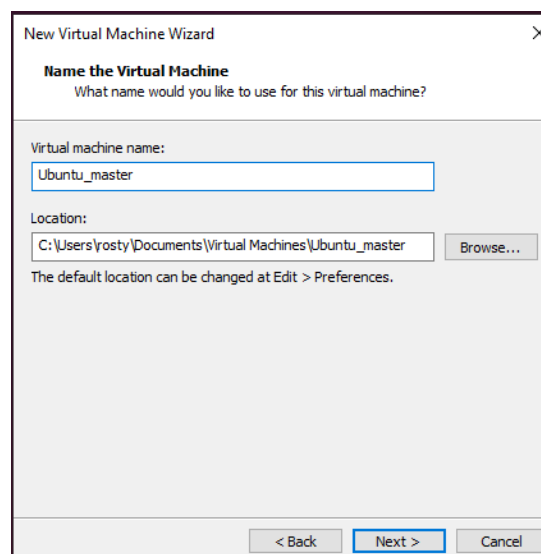 New Virtual Machine Wizard
Name the Virtual Machine
What name would you like to use for this virtual machine?
Virtual machine name:
Ubuntu_master
Location:
C:\Users\rosty\Documents\Virtual Machines\Ubuntu_master
Browse...
The default location can be changed at Edit > Preferences.
< Back
Next >
Cancel